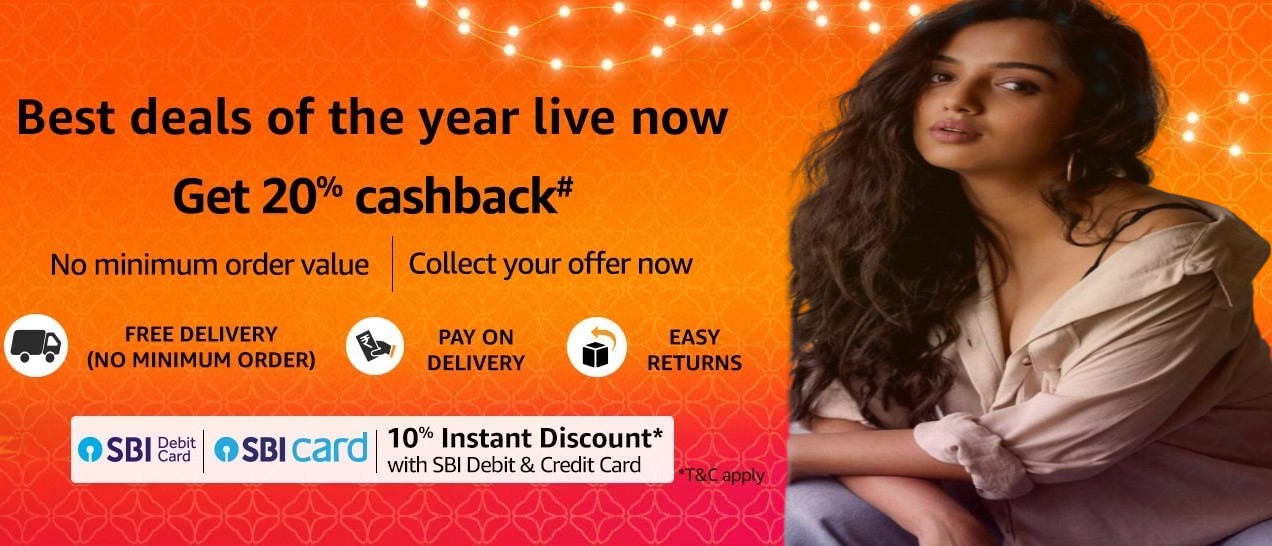 Best deals of the year live now
Get 20% cashback#
No minimum order value | Collect your offer now
FREE DELIVERY
(NO MINIMUM ORDER)
PAY ON
DELIVERY
EASY
RETURNS
SBI Debit Card | SBI card | 10% Instant Discount*
with SBI Debit & Credit Card
*T&C apply